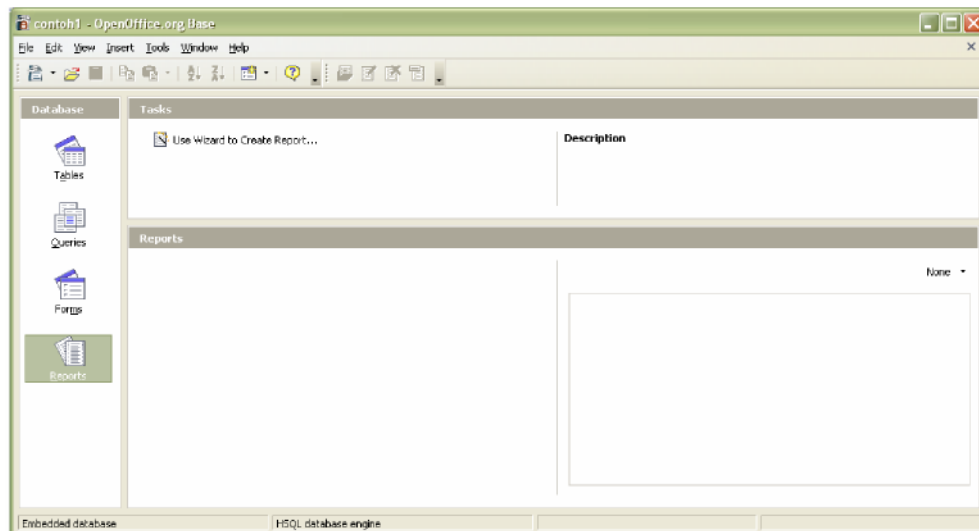 contoh1 - OpenOffice.org Base
File Edit View Insert Tools Window Help
Database
Tasks
Use Wizard to Create Report...
Description
Tables
Queries
Reports
None
Forms
Reports
Embedded database
HSQL database engine